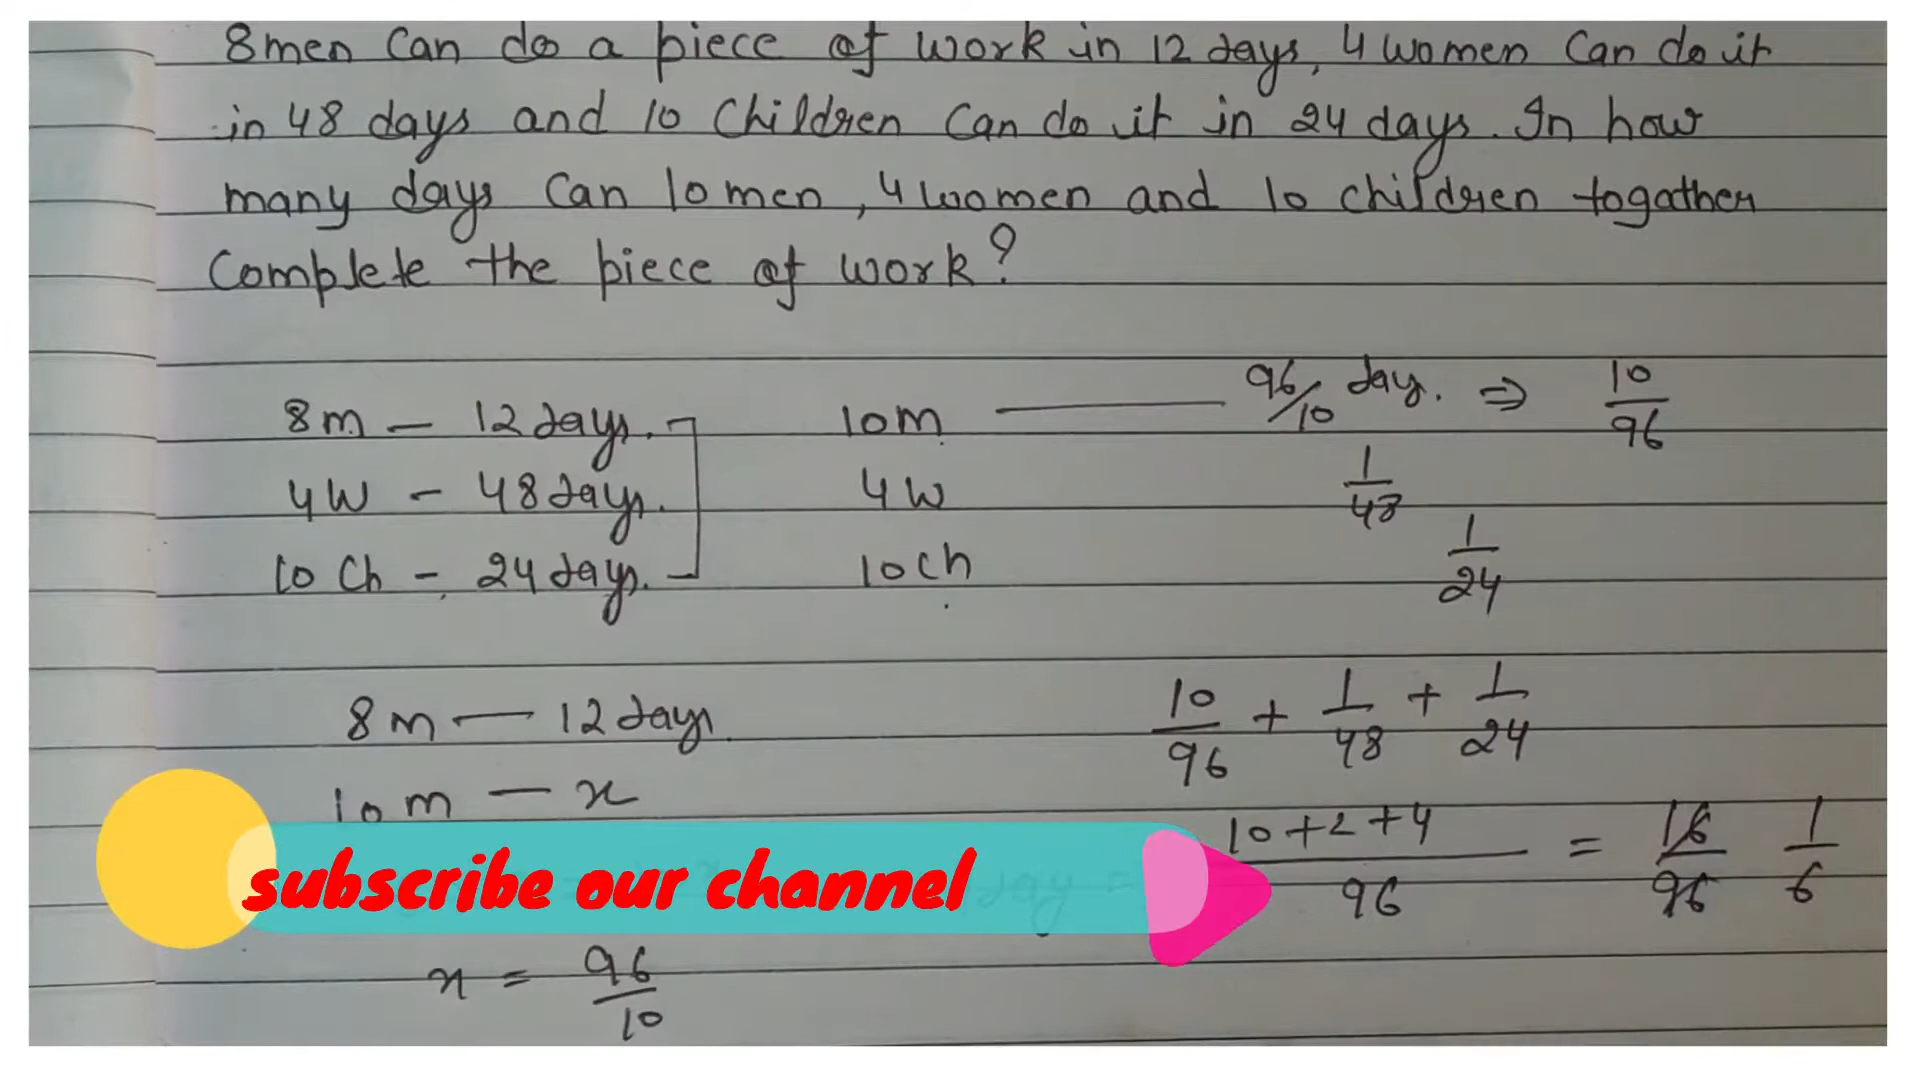 8men can do a piece of work in 12 days, 4 women can do it
in 48 days and 10 children can do it in 24 days. In how
many days can 10 men, 4 women and 10 children togather
complete the piece of work?
8m — 12 days. 10m — 96/10 day. ⇒ 10/96
4W – 48 days. 4W 1/48
10 Ch – 24 days. 10ch 1/24
8m — 12 days
10m — x
10/96 + 1/48 + 1/24
10+2+4/96 = 16/96 1/6
subscribe our channel
x = 96/10